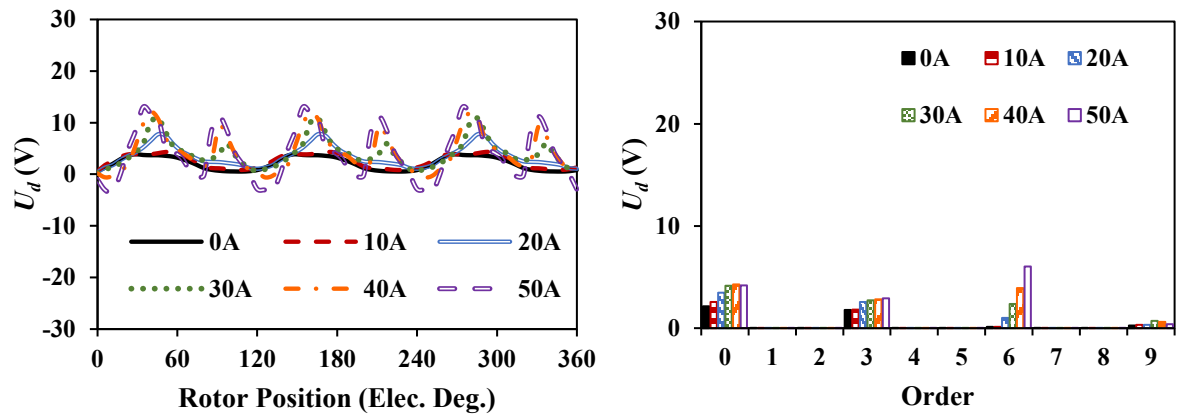 30
20
10
0
-10
-20
-30
U_d (V)
0A 10A 20A
30A 40A 50A
0 60 120 180 240 300 360
Rotor Position (Elec. Deg.)
30
20
10
0
U_d (V)
0A 10A 20A
30A 40A 50A
0 1 2 3 4 5 6 7 8 9
Order